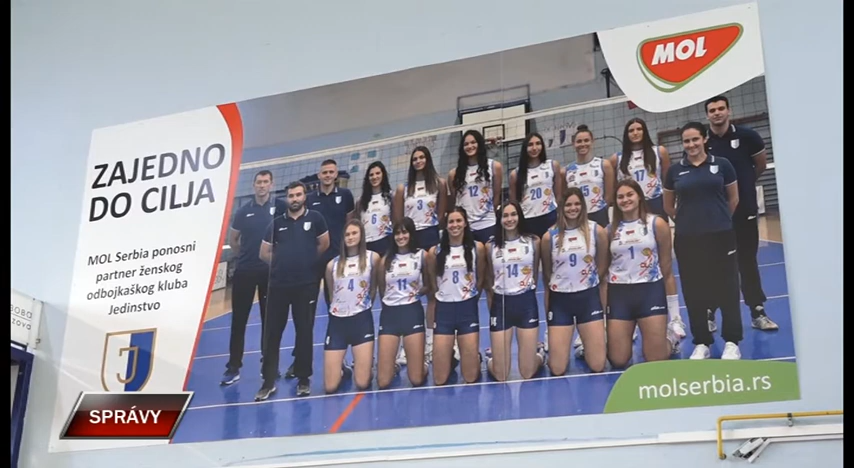 MOL
ZAJEDNO
DO CILJA
MOL Serbia ponosni
partner ženskog
odbojkaškog kluba
Jedinstvo
J
6
3
12
20
15
17
4
11
8
14
9
1
14
molserbia.rs
SPRÁVY